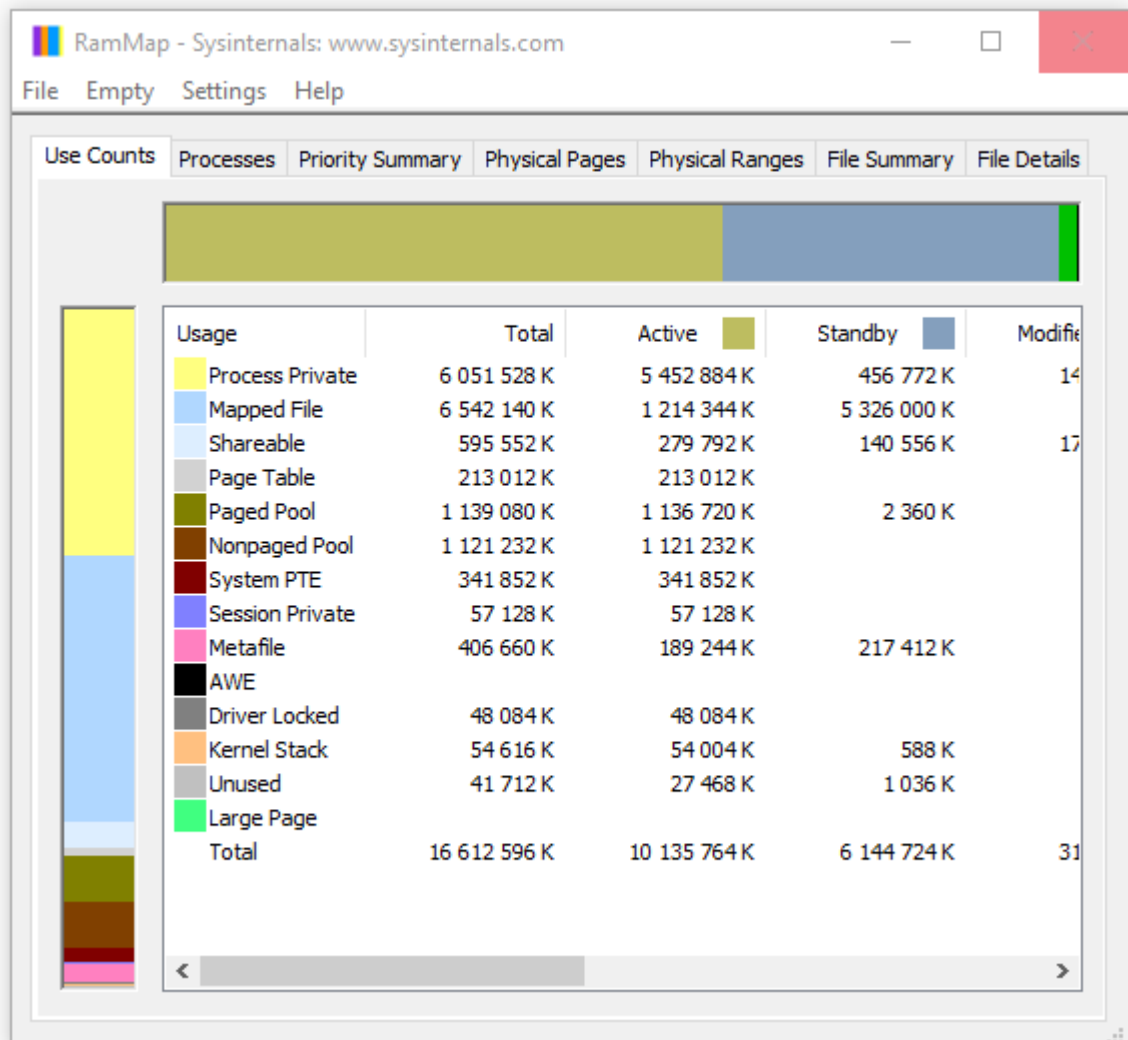 RamMap - Sysinternals: www.sysinternals.com
File Empty Settings Help
Use Counts Processes Priority Summary Physical Pages Physical Ranges File Summary File Details
Usage Total Active Standby Modifie
Process Private 6 051 528 K 5 452 884 K 456 772 K 14
Mapped File 6 542 140 K 1 214 344 K 5 326 000 K
Shareable 595 552 K 279 792 K 140 556 K 17
Page Table 213 012 K 213 012 K
Paged Pool 1 139 080 K 1 136 720 K 2 360 K
Nonpaged Pool 1 121 232 K 1 121 232 K
System PTE 341 852 K 341 852 K
Session Private 57 128 K 57 128 K
Metafile 406 660 K 189 244 K 217 412 K
AWE
Driver Locked 48 084 K 48 084 K
Kernel Stack 54 616 K 54 004 K 588 K
Unused 41 712 K 27 468 K 1 036 K
Large Page
Total 16 612 596 K 10 135 764 K 6 144 724 K 31